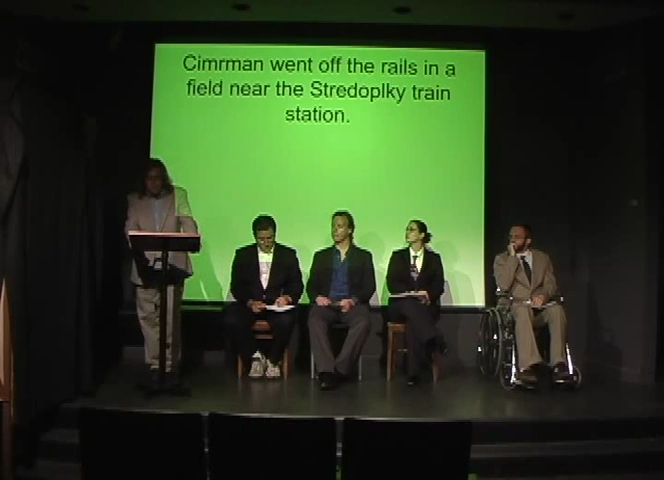 Cimrman went off the rails in a
field near the Stredoplky train
station.